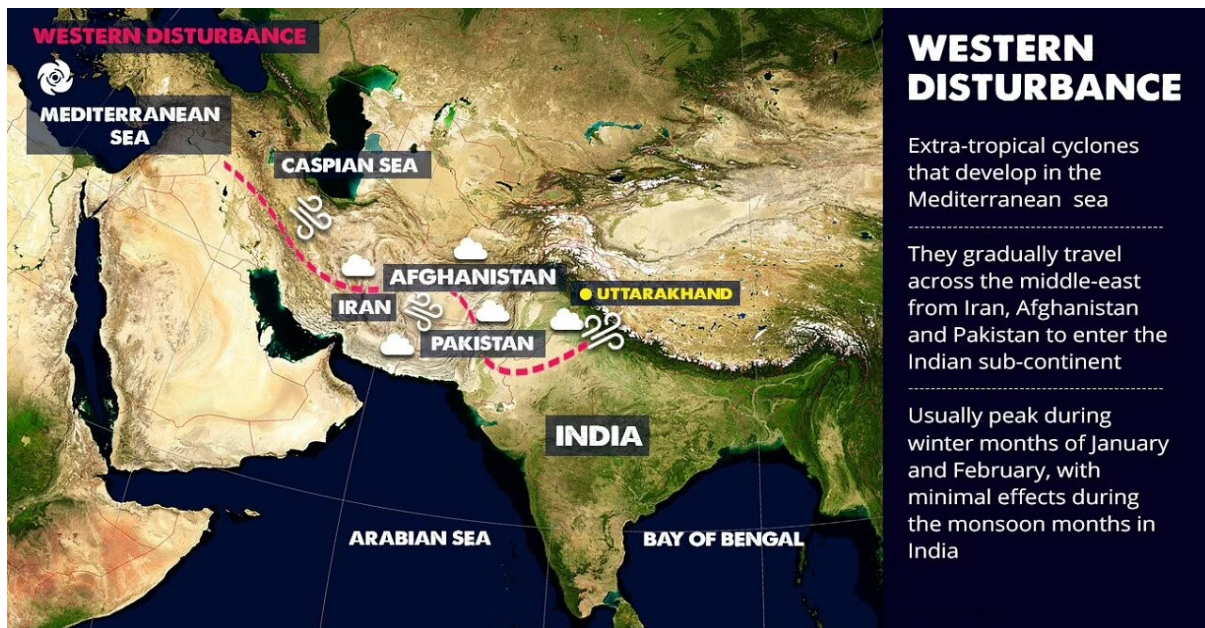 WESTERN DISTURBANCE
MEDITERRANEAN
SEA
CASPIAN SEA
AFGHANISTAN
IRAN
UTTARAKHAND
PAKISTAN
INDIA
ARABIAN SEA
BAY OF BENGAL
WESTERN
DISTURBANCE
Extra-tropical cyclones
that develop in the
Mediterranean sea
They gradually travel
across the middle-east
from Iran, Afghanistan
and Pakistan to enter the
Indian sub-continent
Usually peak during
winter months of January
and February, with
minimal effects during
the monsoon months in
India